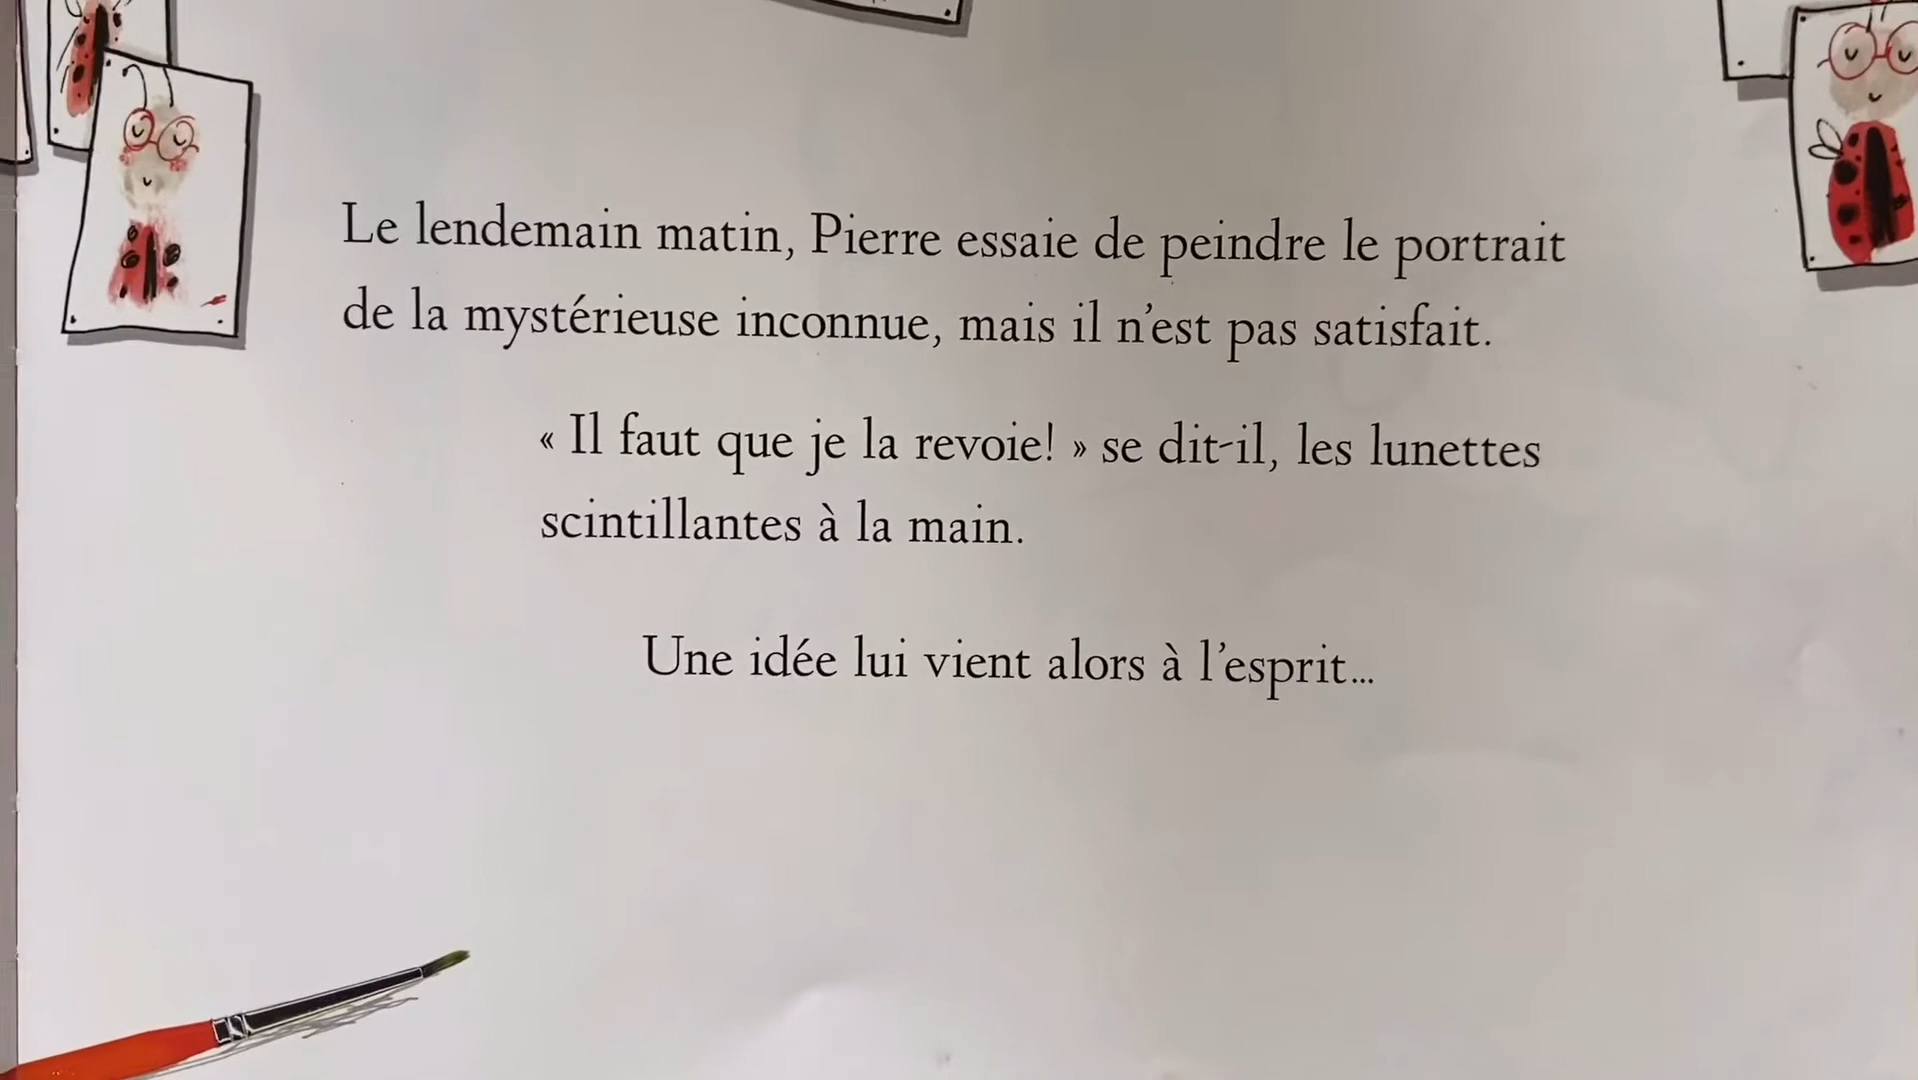 Le lendemain matin, Pierre essaie de peindre le portrait
de la mystérieuse inconnue, mais il n'est pas satisfait.
« Il faut que je la revoie! » se dit-il, les lunettes
scintillantes à la main.
Une idée lui vient alors à l'esprit...